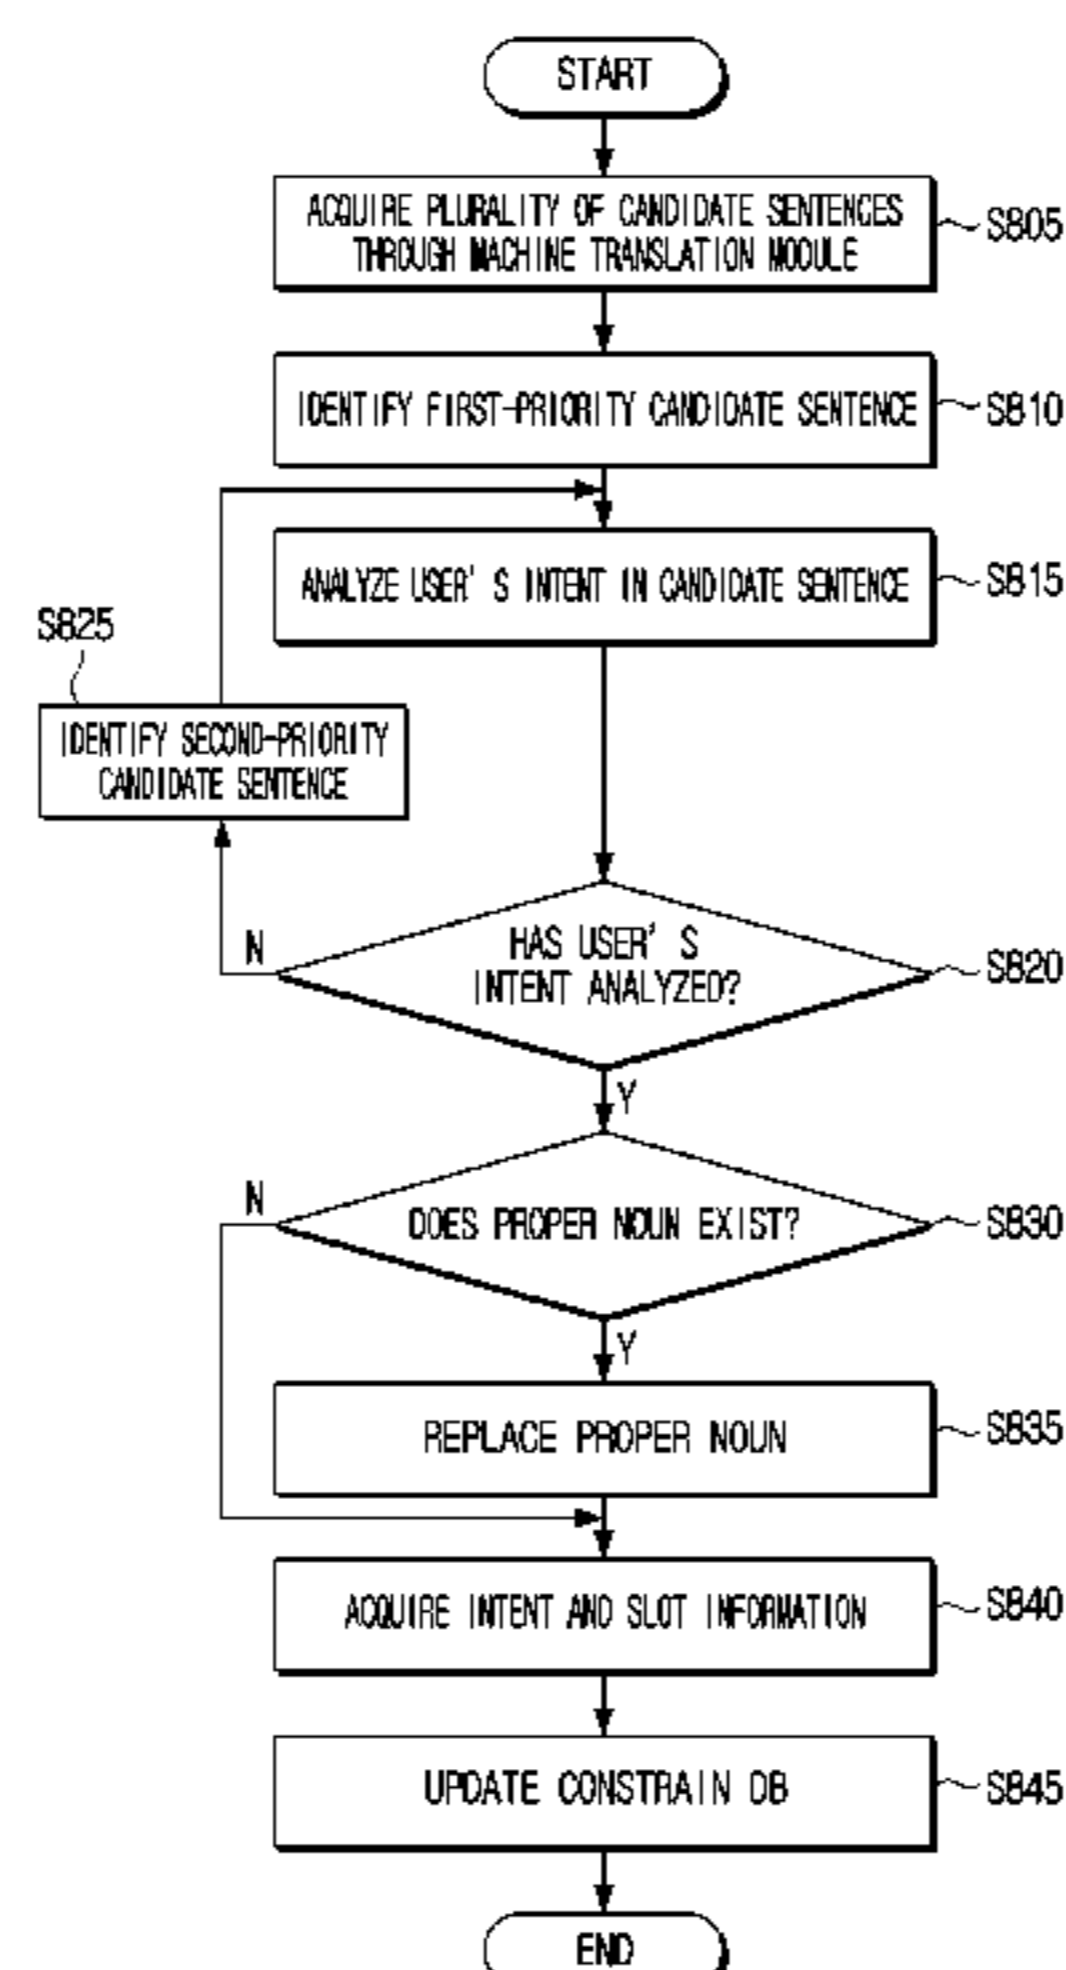 START
ACQUIRE PLURALITY OF CANDIDATE SENTENCES
THROUGH MACHINE TRANSLATION MODULE
S805
IDENTIFY FIRST-PRIORITY CANDIDATE SENTENCE
S810
ANALYZE USER' S INTENT IN CANDIDATE SENTENCE
S815
S825
IDENTIFY SECOND-PRIORITY
CANDIDATE SENTENCE
N
HAS USER' S
INTENT ANALYZED?
S820
Y
N
DOES PROPER NOUN EXIST?
S830
Y
REPLACE PROPER NOUN
S835
ACQUIRE INTENT AND SLOT INFORMATION
S840
UPDATE CONSTRAIN DB
S845
END